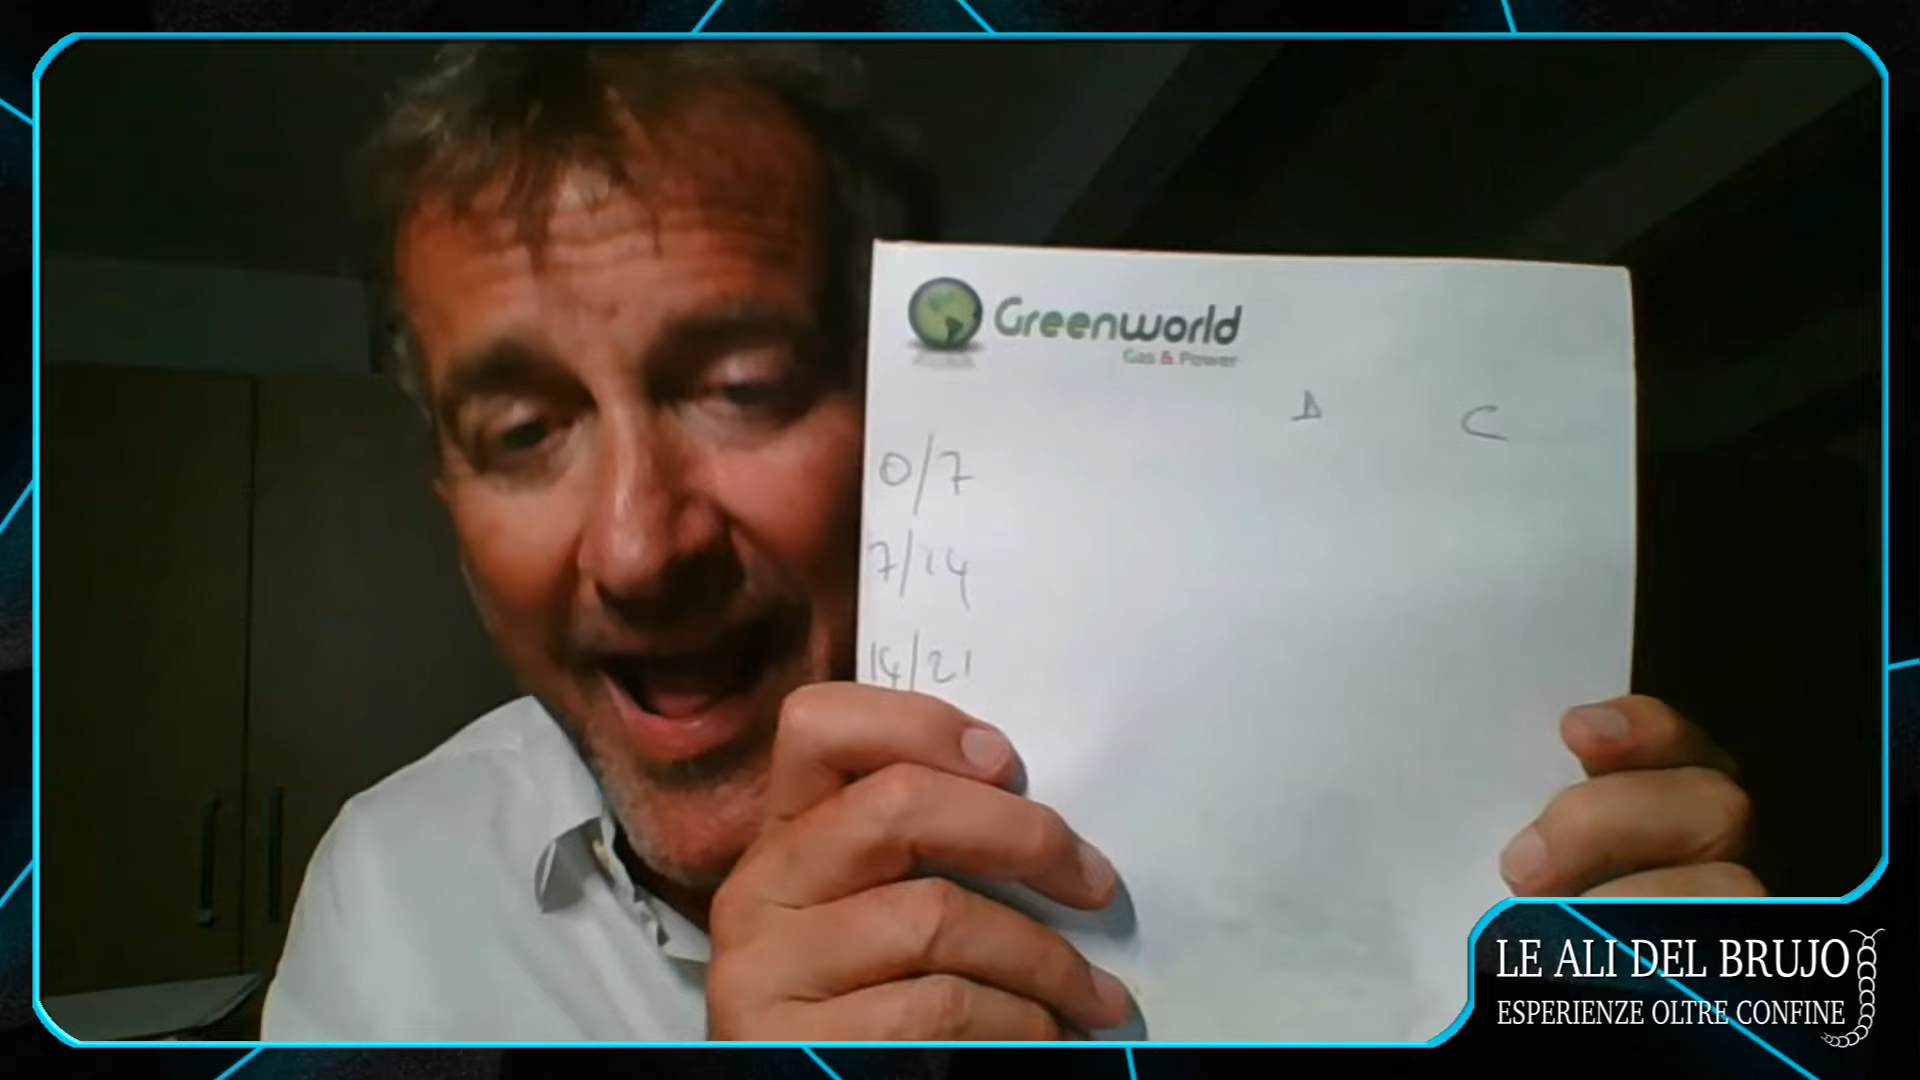 Greenworld
Gas & Power
D C
0/7
7/14
14/21
LE ALI DEL BRUJO
ESPERIENZE OLTRE CONFINE